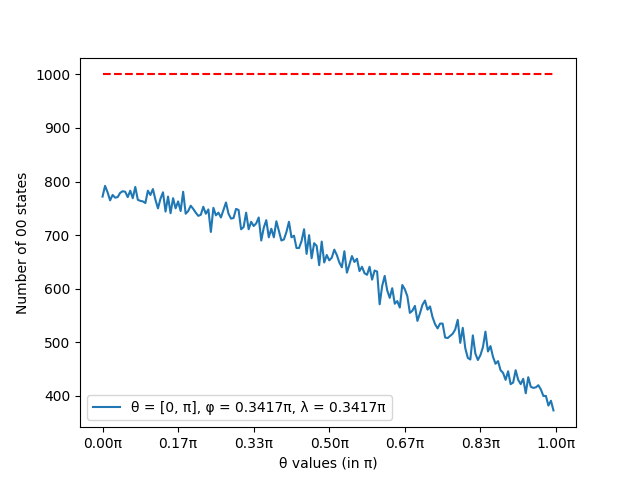 Number of 00 states
1000
900
800
700
600
500
400
θ = [0, π], φ = 0.3417π, λ = 0.3417π
0.00π 0.17π 0.33π 0.50π 0.67π 0.83π 1.00π
θ values (in π)